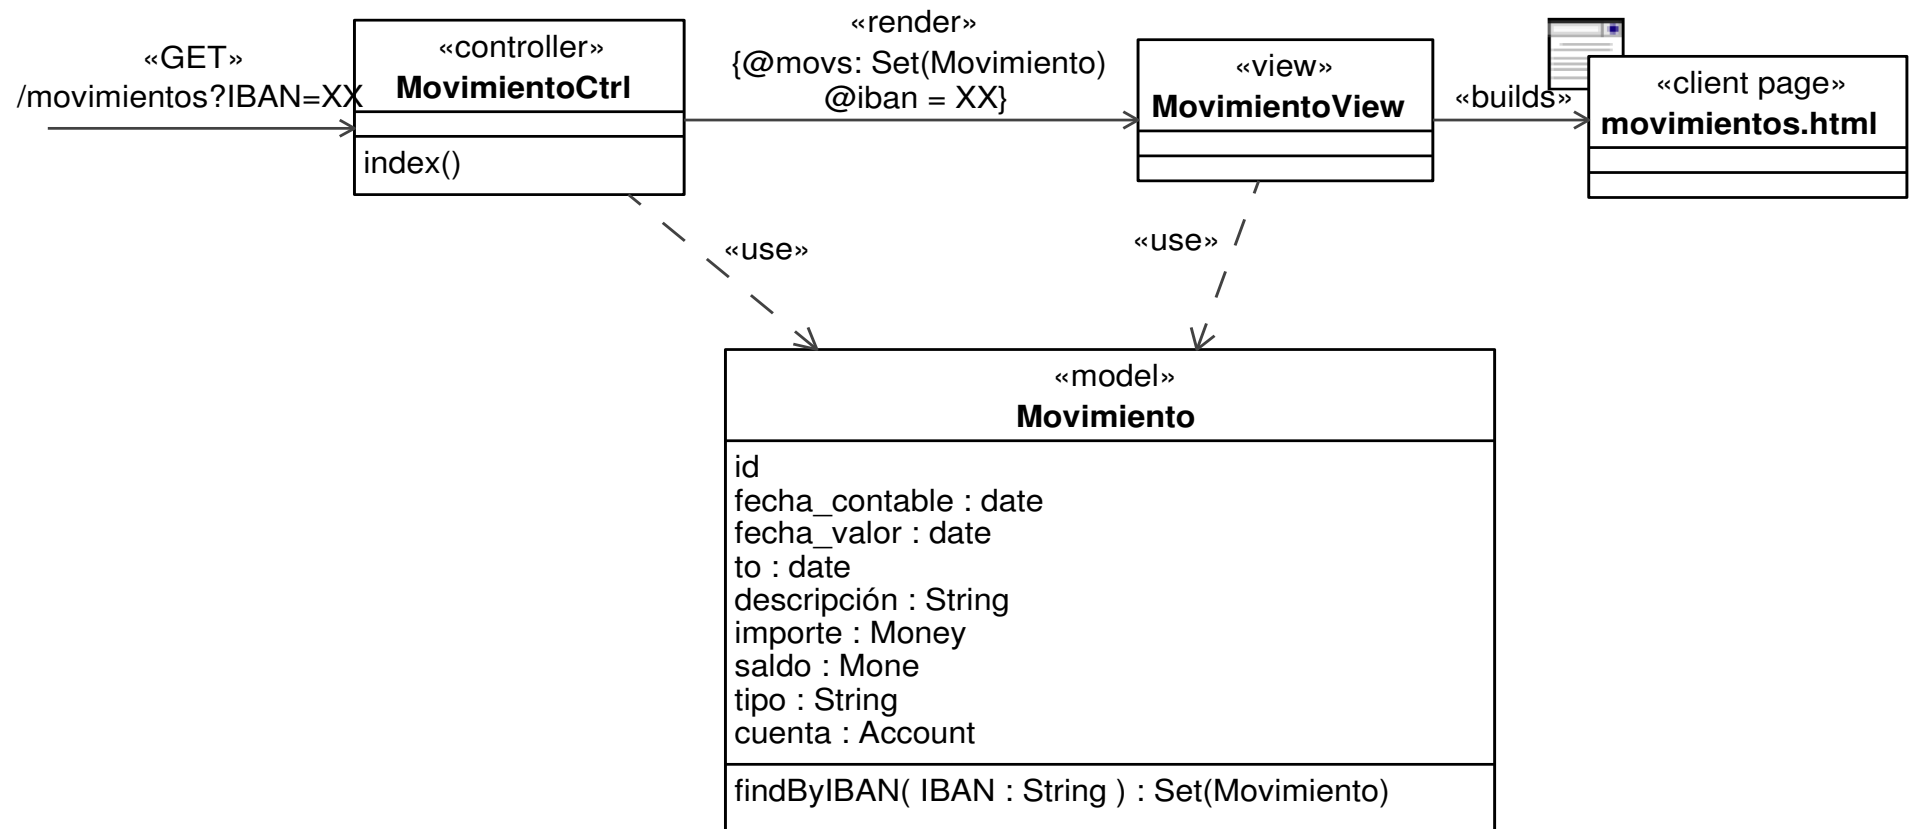 «GET»
/movimientos?IBAN=XX
«controller»
MovimientoCtrl
index()
«render»
{@movs: Set(Movimiento)
@iban = XX}
«view»
MovimientoView
«builds»
«client page»
movimientos.html
«use»
«use»
«model»
Movimiento
id
fecha_contable : date
fecha_valor : date
to : date
descripción : String
importe : Money
saldo : Mone
tipo : String
cuenta : Account
findByIBAN( IBAN : String ) : Set(Movimiento)